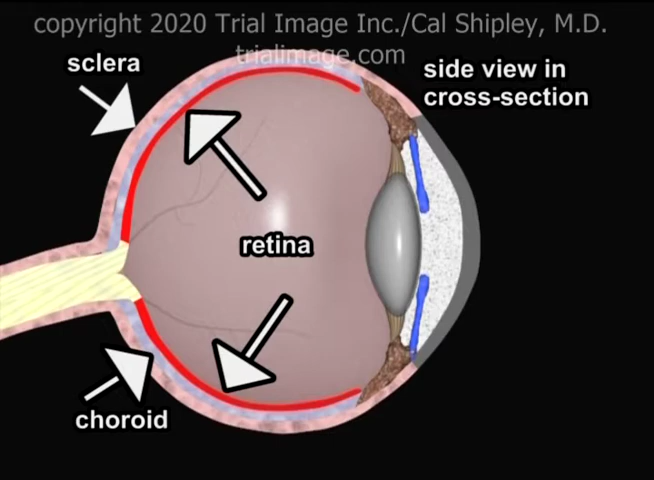 copyright 2020 Trial Image Inc./Cal Shipley, M.D.
trialimage.com
sclera
side view in
cross-section
retina
choroid